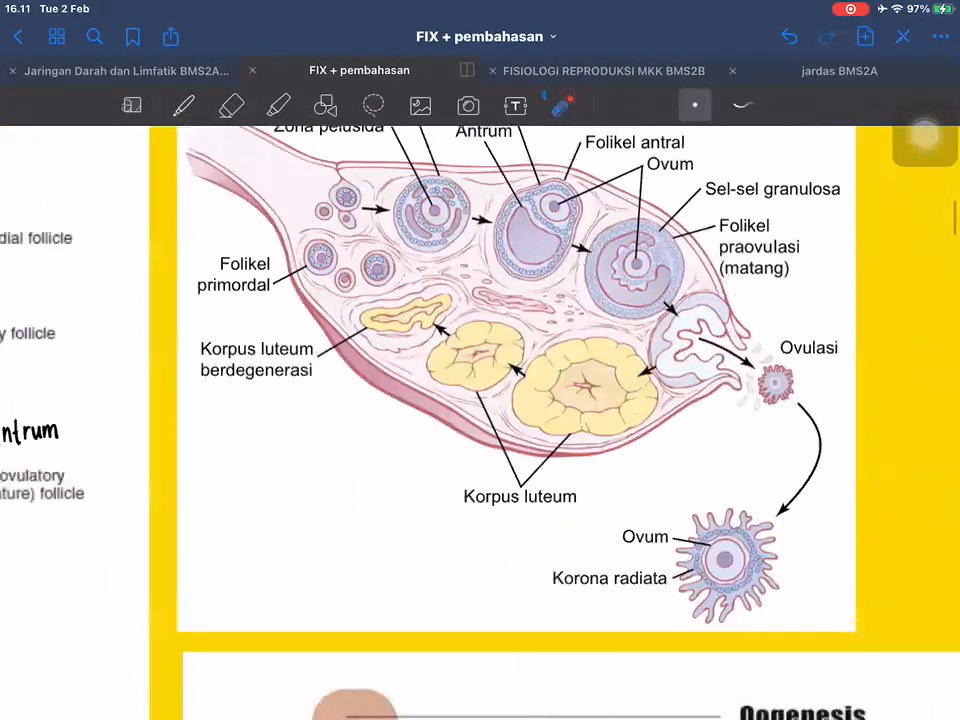 16.11 Tue 2 Feb
97%
FIX + pembahasan
Jaringan Darah dan Limfatik BMS2A...
FIX + pembahasan
FISIOLOGI REPRODUKSI MKK BMS2B
jardas BMS2A
Zona pelusida
Antrum
Folikel antral
Ovum
Sel-sel granulosa
Folikel
praovulasi
(matang)
Folikel
primordal
Korpus luteum
berdegenerasi
Ovulasi
Korpus luteum
Ovum
Korona radiata
dial follicle
y follicle
ntrum
ovulatory
ture) follicle
Oogenesis